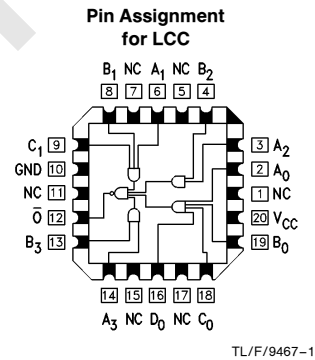 Pin Assignment
for LCC
B1 NC A1 NC B2
8 7 6 5 4
C1 9
GND 10
NC 11
O̅ 12
B3 13
3 A2
2 A0
1 NC
20 VCC
19 B0
14 15 16 17 18
A3 NC D0 NC C0
TL/F/9467–1